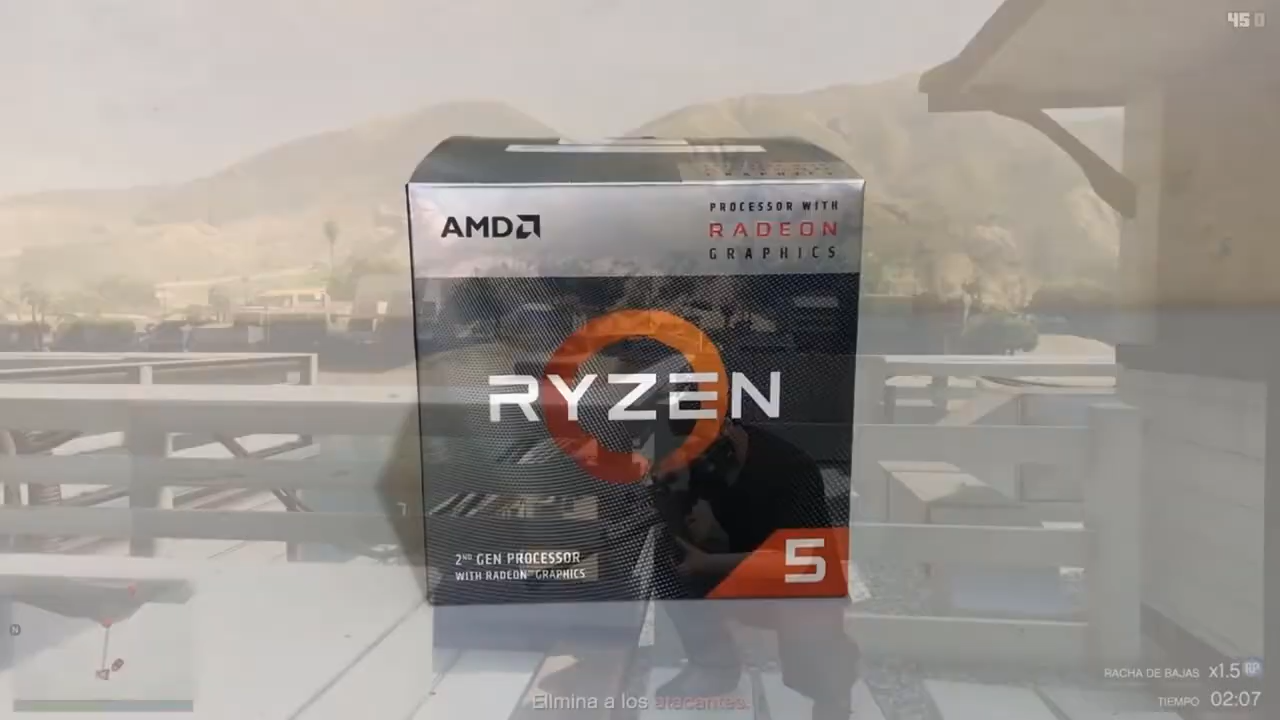 45
AMD
PROCESSOR WITH
RADEON
GRAPHICS
RYZEN
5
2ND GEN PROCESSOR
WITH RADEON™ GRAPHICS
N
RACHA DE BAJAS x1.5 RP
TIEMPO 02:07
Elimina a los atacantes.